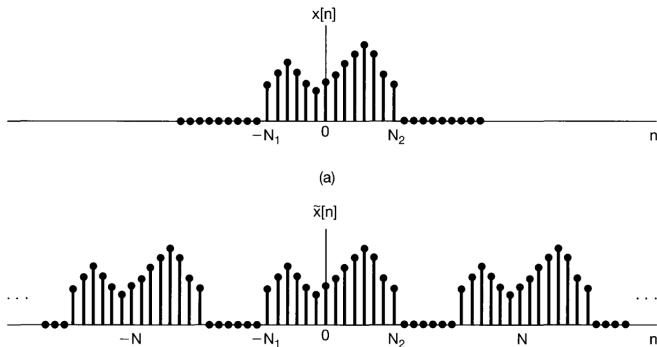 x[n]
−N₁ 0 N₂ n
(a)
x̃[n]
. . . . . .
−N −N₁ 0 N₂ N n